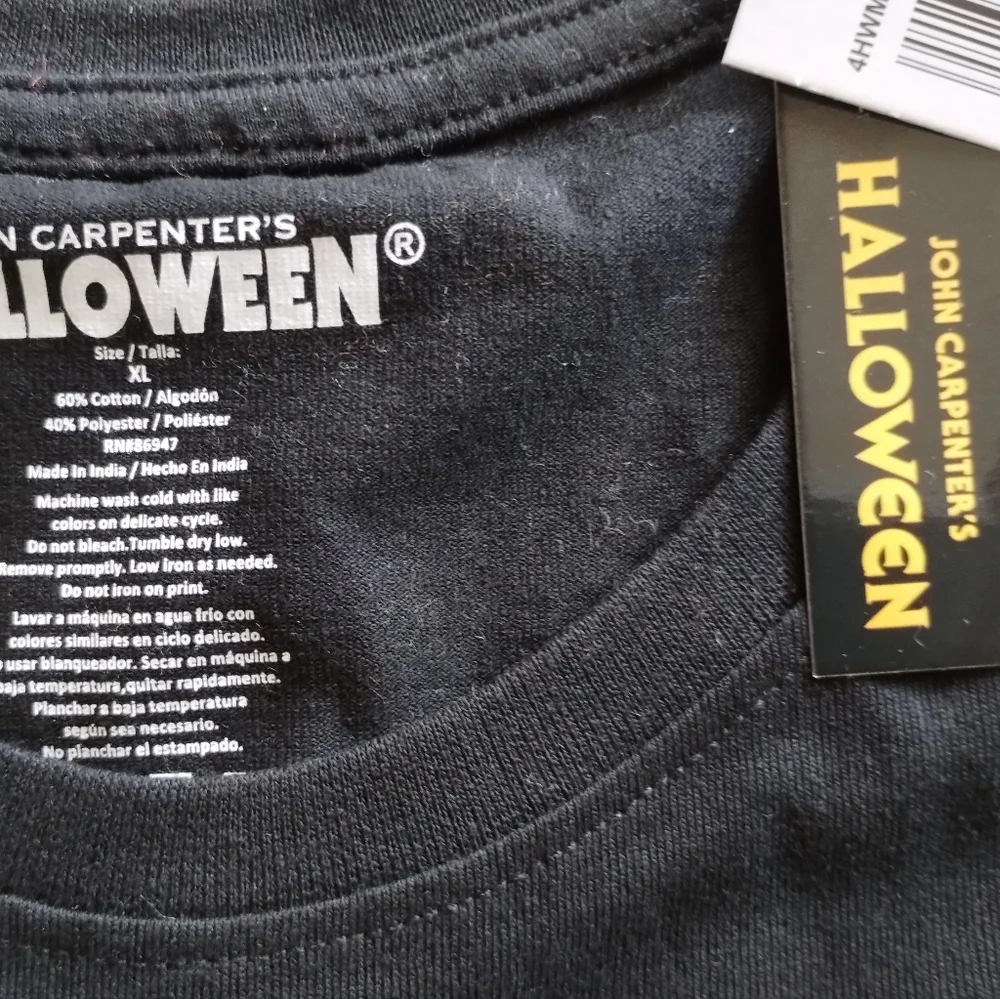 N CARPENTER'S
LLOWEEN®
Size / Talla:
XL
60% Cotton / Algodón
40% Polyester / Poliéster
RN#86947
Made In India / Hecho En India
Machine wash cold with like
colors on delicate cycle.
Do not bleach.Tumble dry low.
Remove promptly. Low iron as needed.
Do not iron on print.
Lavar a máquina en agua frío con
colores similares en ciclo delicado.
usar blanqueador. Secar en máquina a
baja temperatura,quitar rapidamente.
Planchar a baja temperatura
según sea necesario.
No planchar el estampado.
4HWM
JOHN CARPENTER'S
HALLOWEEN